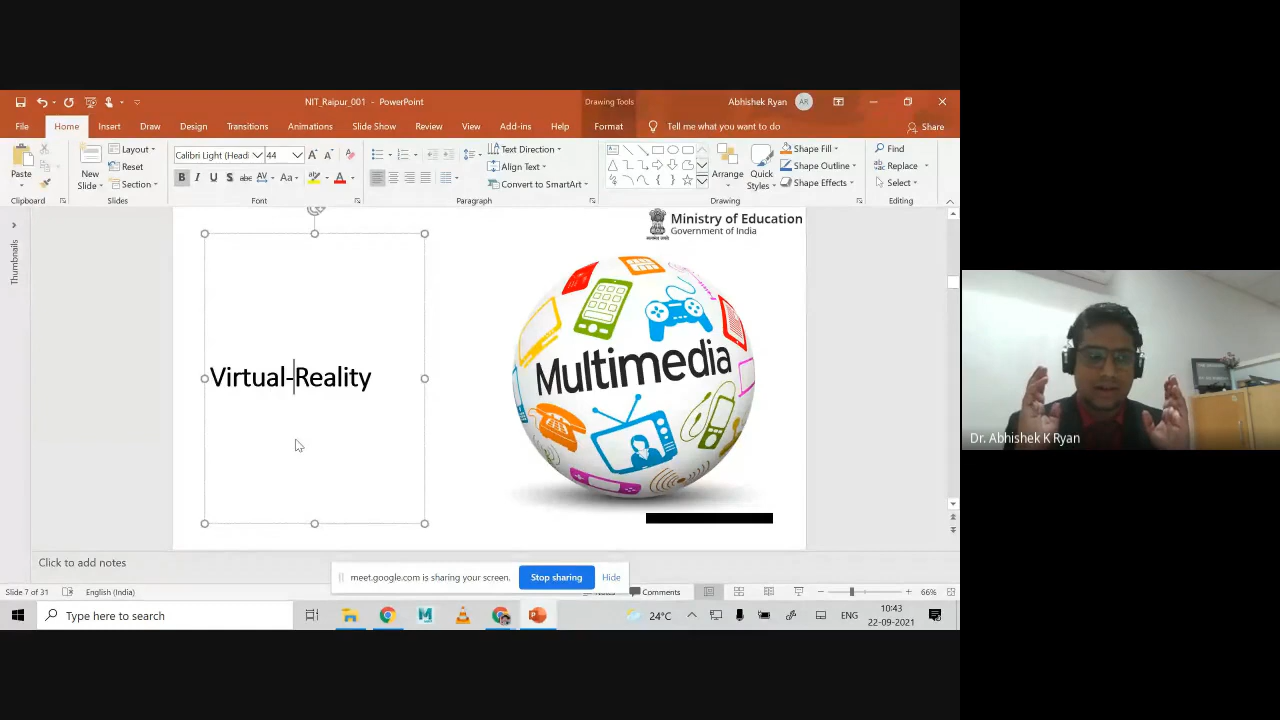 NIT_Raipur_001 - PowerPoint
Drawing Tools
Abhishek Ryan
AR
File
Home
Insert
Draw
Design
Transitions
Animations
Slide Show
Review
View
Add-ins
Help
Format
Tell me what you want to do
Share
Paste
Clipboard
New
Slide
Layout
Reset
Section
Slides
Calibri Light (Headi
44
B I U S abc AV Aa A
Font
Text Direction
Align Text
Convert to SmartArt
Paragraph
Arrange
Quick
Styles
Shape Fill
Shape Outline
Shape Effects
Drawing
Find
Replace
Select
Editing
Thumbnails
Ministry of Education
Government of India
Virtual-Reality
Multimedia
Dr. Abhishek K Ryan
Click to add notes
meet.google.com is sharing your screen.
Stop sharing
Hide
Slide 7 of 31
English (India)
Comments
66%
Type here to search
24°C
ENG
10:43
22-09-2021